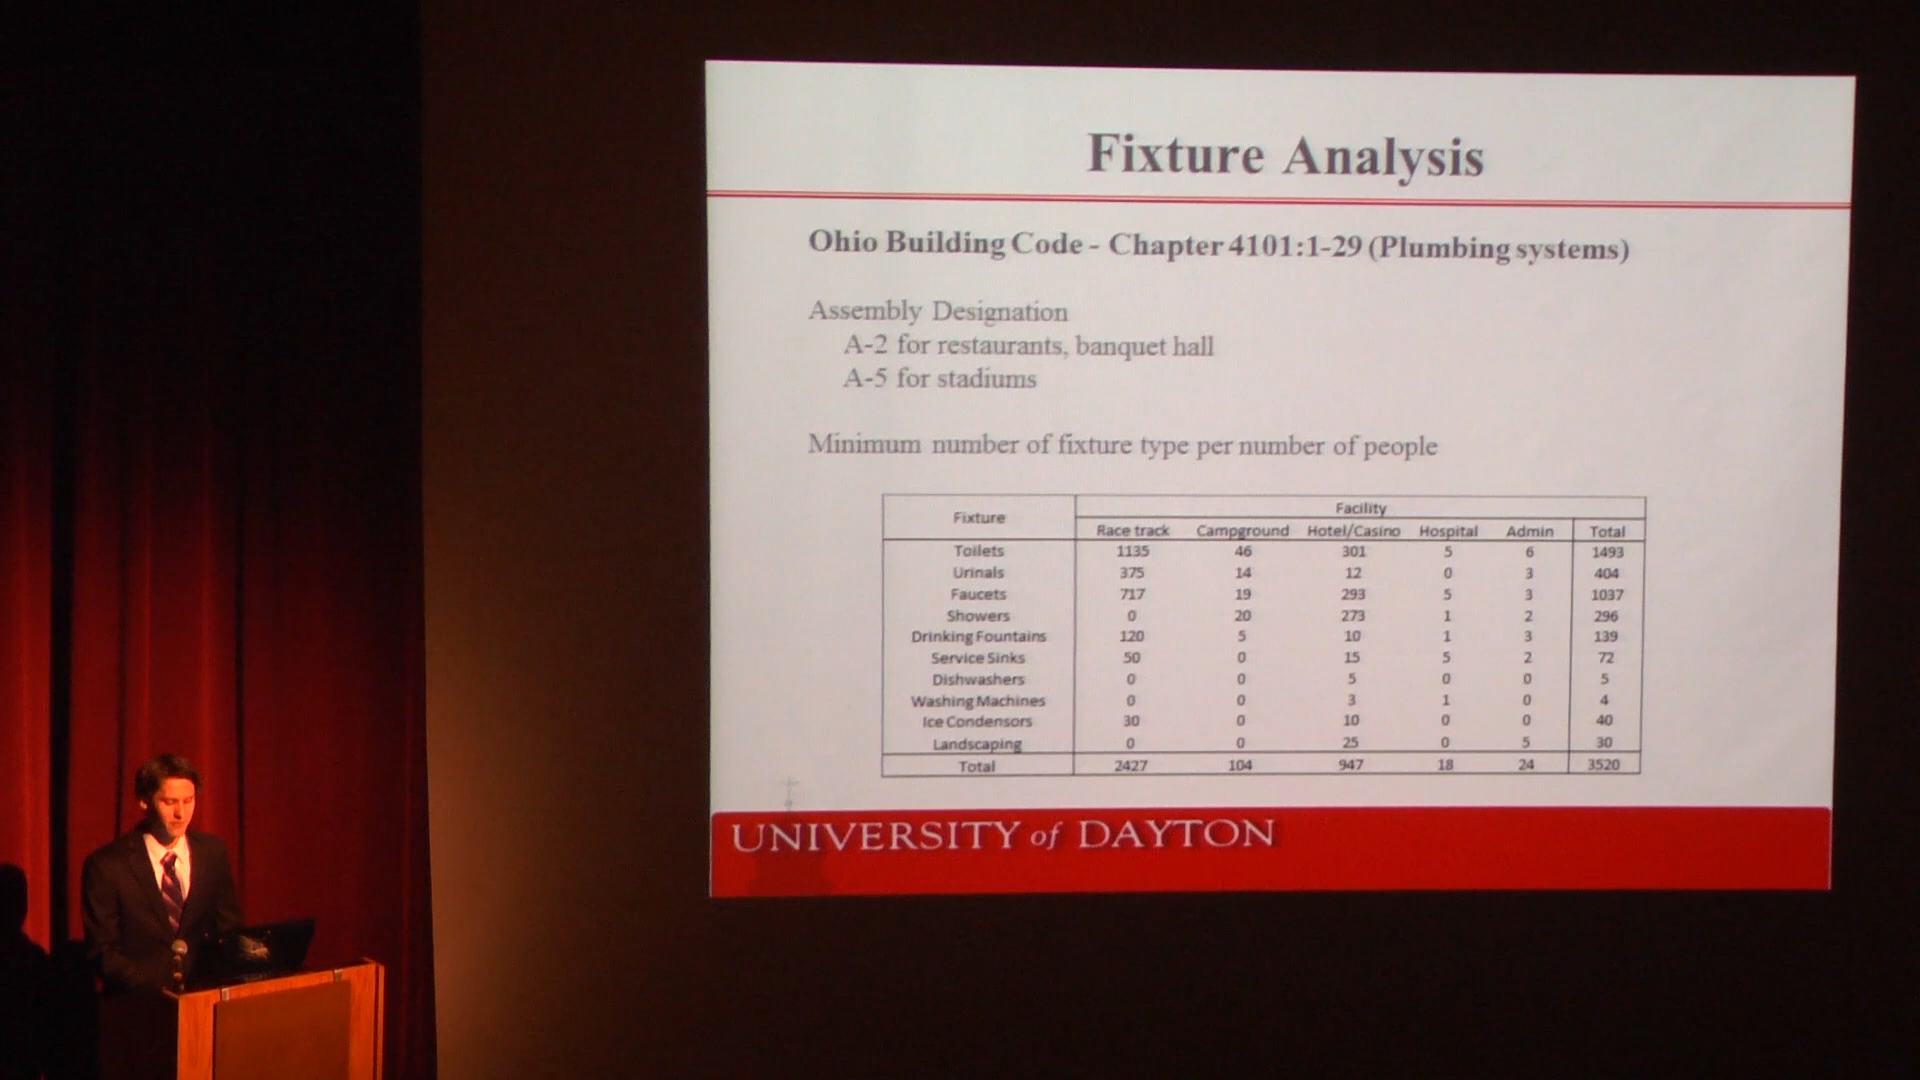 Fixture Analysis
Ohio Building Code - Chapter 4101:1-29 (Plumbing systems)
Assembly Designation
A-2 for restaurants, banquet hall
A-5 for stadiums
Minimum number of fixture type per number of people
Fixture Facility
Race track Campground Hotel/Casino Hospital Admin Total
Toilets 1135 46 301 5 6 1493
Urinals 375 14 12 0 3 404
Faucets 717 19 293 5 3 1037
Showers 0 20 273 1 2 296
Drinking Fountains 120 5 10 1 3 139
Service Sinks 50 0 15 5 2 72
Dishwashers 0 0 5 0 0 5
Washing Machines 0 0 3 1 0 4
Ice Condensors 30 0 10 0 0 40
Landscaping 0 0 25 0 5 30
Total 2427 104 947 18 24 3520
UNIVERSITY of DAYTON